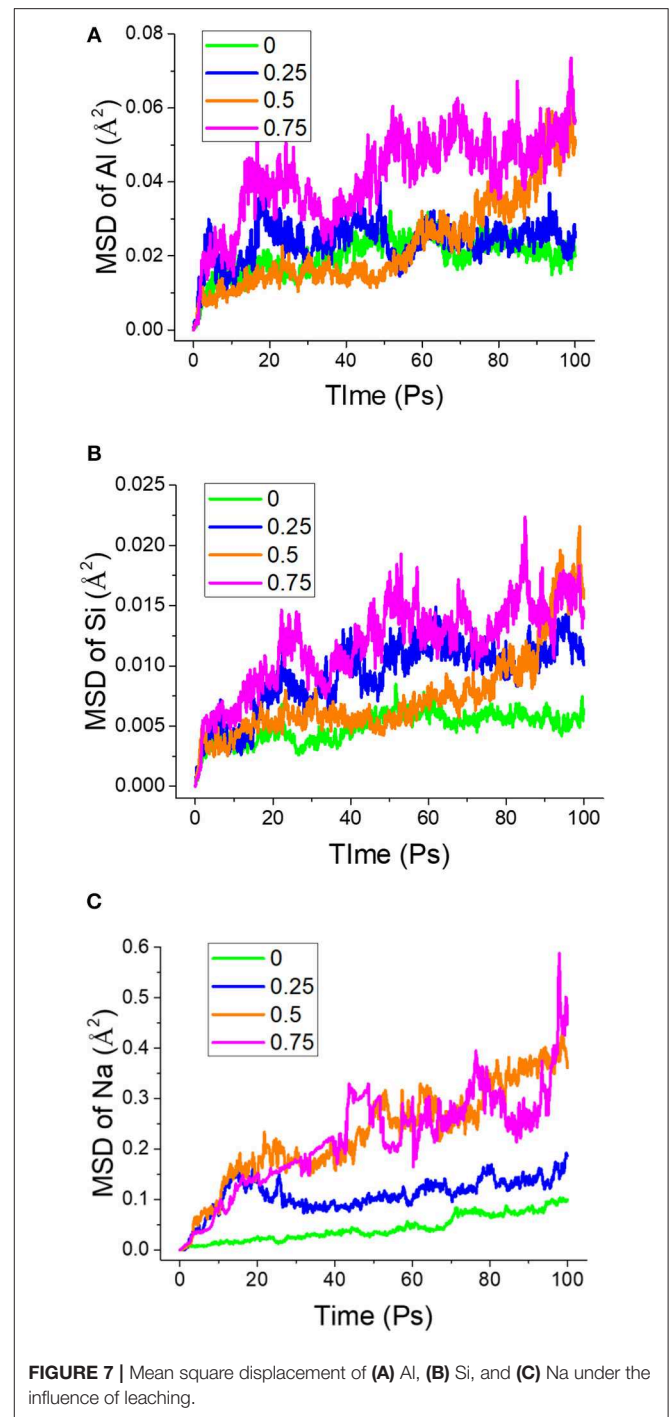 A
0
0.25
0.5
0.75
MSD of Al (Å²)
0.08
0.06
0.04
0.02
0.00
0 20 40 60 80 100
TIme (Ps)
B
0
0.25
0.5
0.75
MSD of Si (Å²)
0.025
0.020
0.015
0.010
0.005
0.000
0 20 40 60 80 100
TIme (Ps)
C
0
0.25
0.5
0.75
MSD of Na (Å²)
0.6
0.5
0.4
0.3
0.2
0.1
0.0
0 20 40 60 80 100
Time (Ps)
FIGURE 7 | Mean square displacement of (A) Al, (B) Si, and (C) Na under the
influence of leaching.